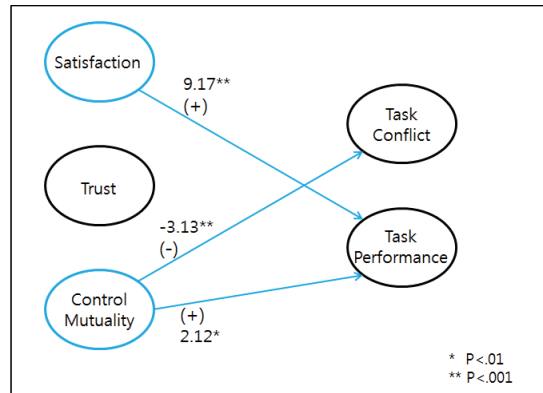 Satisfaction
9.17**
(+)
Task
Conflict
Trust
-3.13**
(-)
Task
Performance
Control
Mutuality
(+)
2.12*
* P<.01
** P<.001